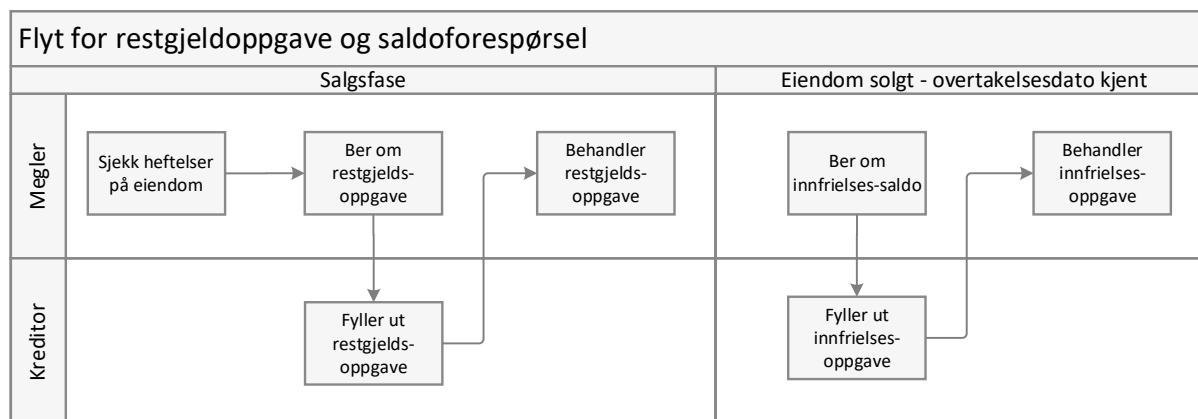 Flyt for restgjeldoppgave og saldoforespørsel
Salgsfase
Eiendom solgt - overtakelsesdato kjent
Megler
Sjekk heftelser
på eiendom
Ber om
restgjelds-
oppgave
Behandler
restgjelds-
oppgave
Ber om
innfrielses-saldo
Behandler
innfrielses-
oppgave
Kreditor
Fyller ut
restgjelds-
oppgave
Fyller ut
innfrielses-
oppgave